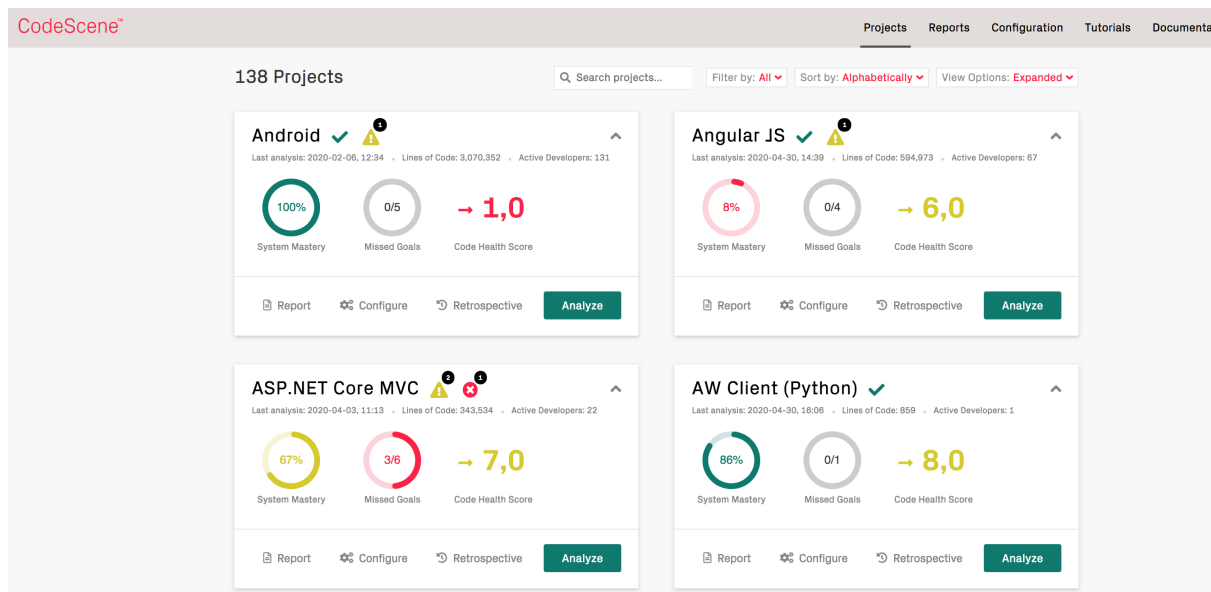 CodeScene™
Projects Reports Configuration Tutorials Documenta
138 Projects
Search projects...
Filter by: All
Sort by: Alphabetically
View Options: Expanded
Android 1
Last analysis: 2020-02-06, 12:34 Lines of Code: 3,070,352 Active Developers: 131
100% 0/5 → 1,0
System Mastery Missed Goals Code Health Score
Report Configure Retrospective Analyze
Angular JS 1
Last analysis: 2020-04-30, 14:39 Lines of Code: 594,973 Active Developers: 67
8% 0/4 → 6,0
System Mastery Missed Goals Code Health Score
Report Configure Retrospective Analyze
ASP.NET Core MVC 2 1
Last analysis: 2020-04-03, 11:13 Lines of Code: 343,534 Active Developers: 22
67% 3/6 → 7,0
System Mastery Missed Goals Code Health Score
Report Configure Retrospective Analyze
AW Client (Python)
Last analysis: 2020-04-30, 16:06 Lines of Code: 859 Active Developers: 1
86% 0/1 → 8,0
System Mastery Missed Goals Code Health Score
Report Configure Retrospective Analyze